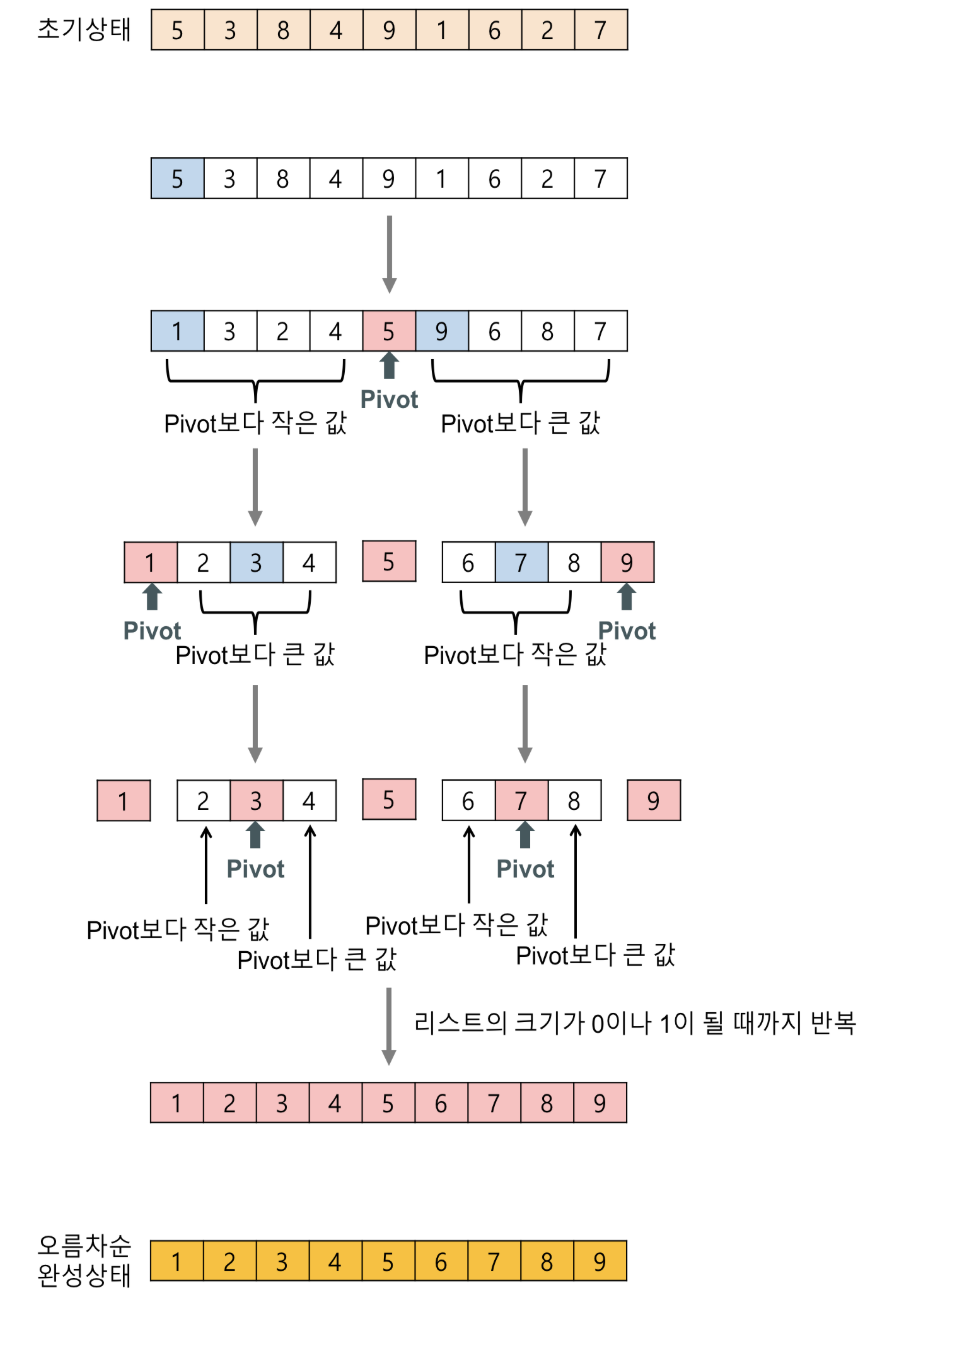 초기상태 5 3 8 4 9 1 6 2 7
5 3 8 4 9 1 6 2 7
1 3 2 4 5 9 6 8 7
Pivot
Pivot보다 작은 값 Pivot보다 큰 값
1 2 3 4 5 6 7 8 9
Pivot Pivot
Pivot보다 큰 값 Pivot보다 작은 값
1 2 3 4 5 6 7 8 9
Pivot Pivot
Pivot보다 작은 값 Pivot보다 작은 값
Pivot보다 큰 값 Pivot보다 큰 값
리스트의 크기가 0이나 1이 될 때까지 반복
1 2 3 4 5 6 7 8 9
오름차순
완성상태 1 2 3 4 5 6 7 8 9